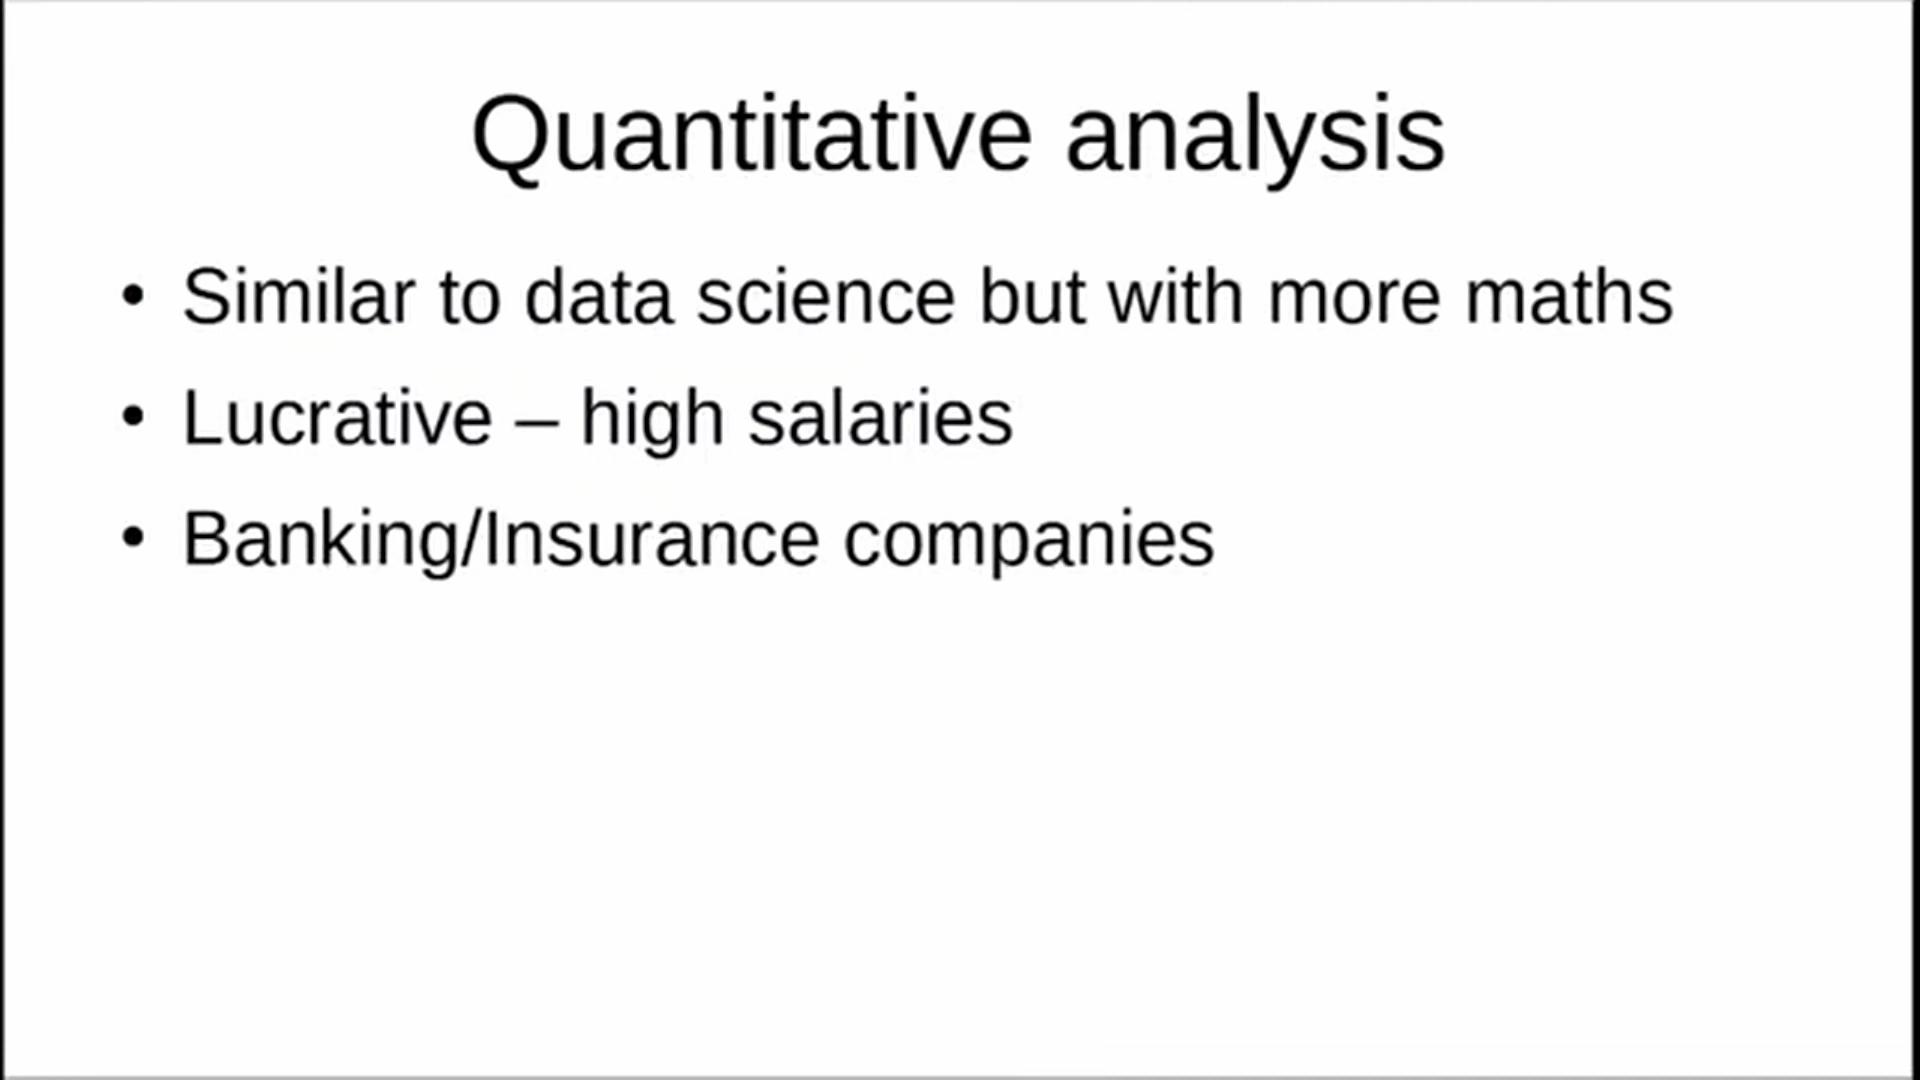 Quantitative analysis
• Similar to data science but with more maths
• Lucrative – high salaries
• Banking/Insurance companies